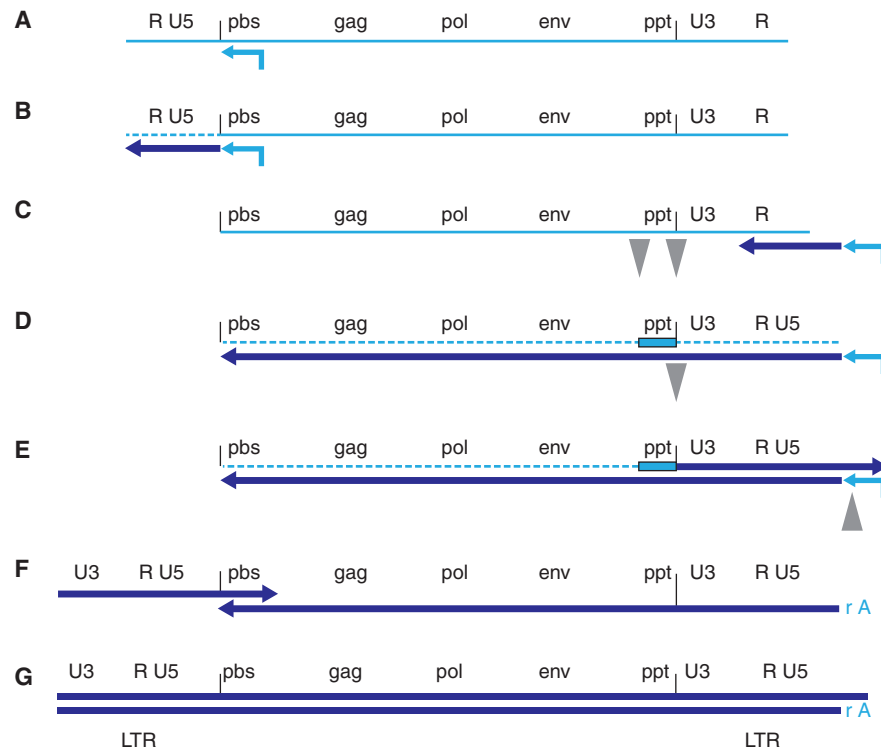 A R U5 pbs gag pol env ppt U3 R
B R U5 pbs gag pol env ppt U3 R
C pbs gag pol env ppt U3 R
D pbs gag pol env ppt U3 R U5
E pbs gag pol env ppt U3 R U5
F U3 R U5 pbs gag pol env ppt U3 R U5
r A
G U3 R U5 pbs gag pol env ppt U3 R U5
r A
LTR LTR